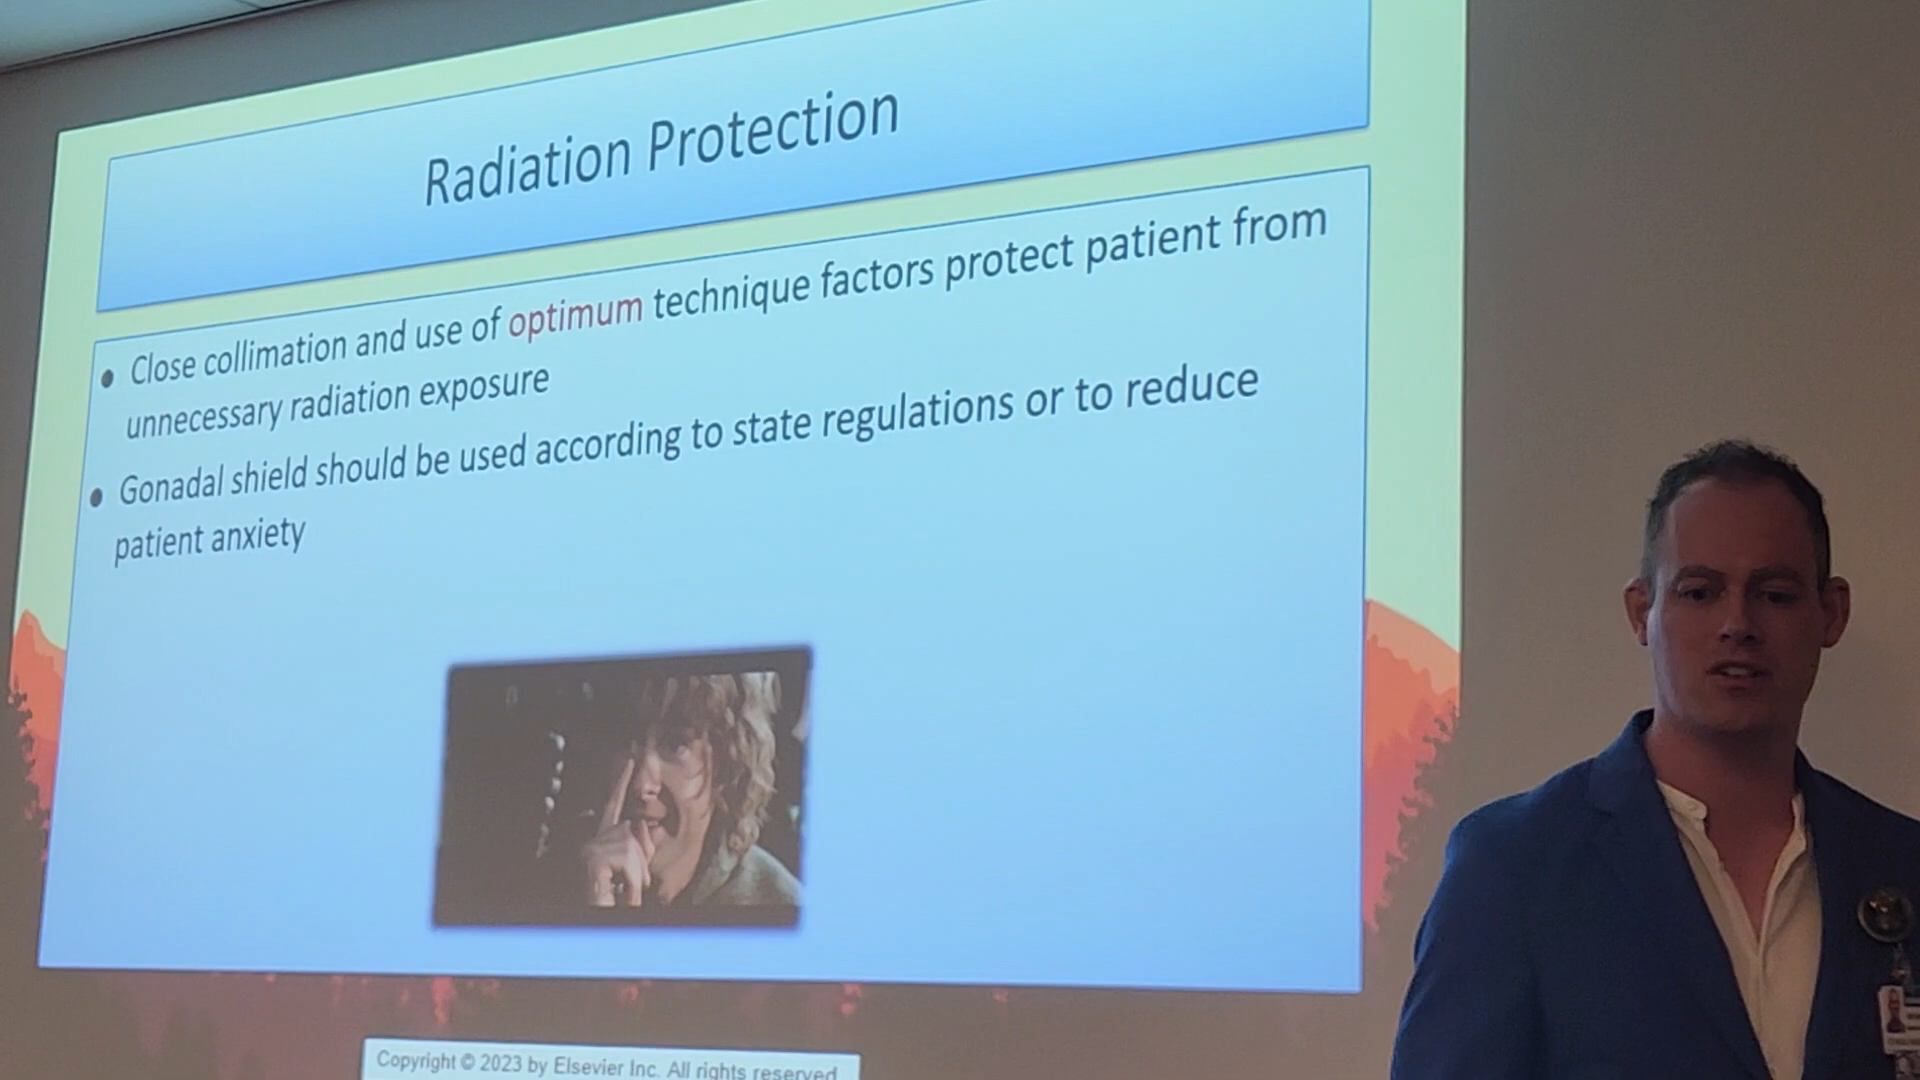 Radiation Protection
• Close collimation and use of optimum technique factors protect patient from
unnecessary radiation exposure
• Gonadal shield should be used according to state regulations or to reduce
patient anxiety
Copyright © 2023 by Elsevier Inc. All rights reserved